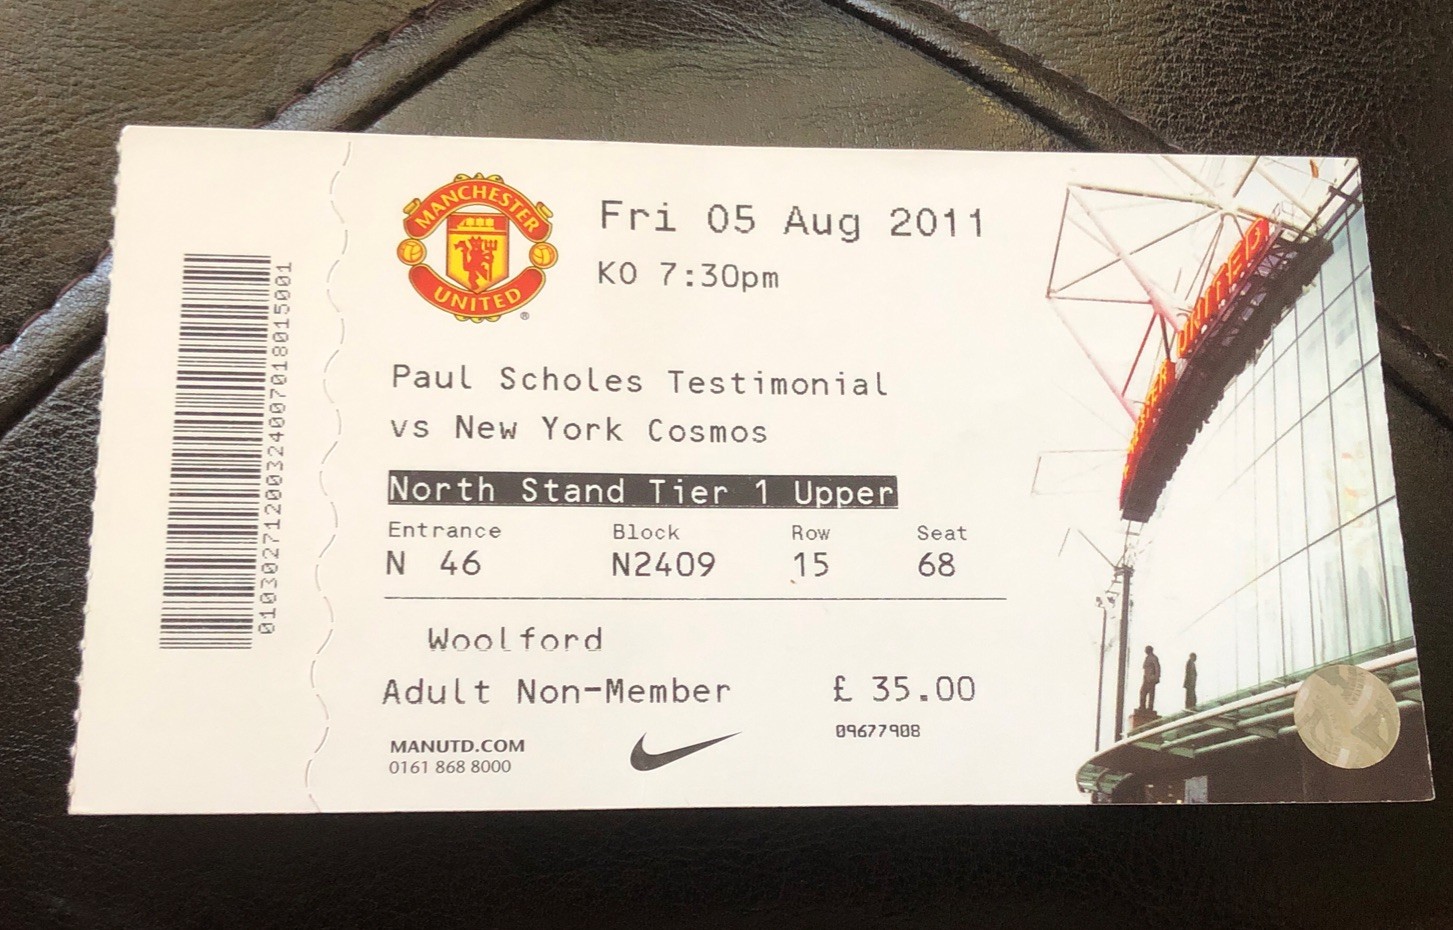 MANCHESTER
UNITED
®
Fri 05 Aug 2011
KO 7:30pm
Paul Scholes Testimonial
vs New York Cosmos
North Stand Tier 1 Upper
Entrance Block Row Seat
N 46 N2409 15 68
Woolford
Adult Non-Member £ 35.00
09677908
MANUTD.COM
0161 868 8000
01030271200324007018015001
UNITED